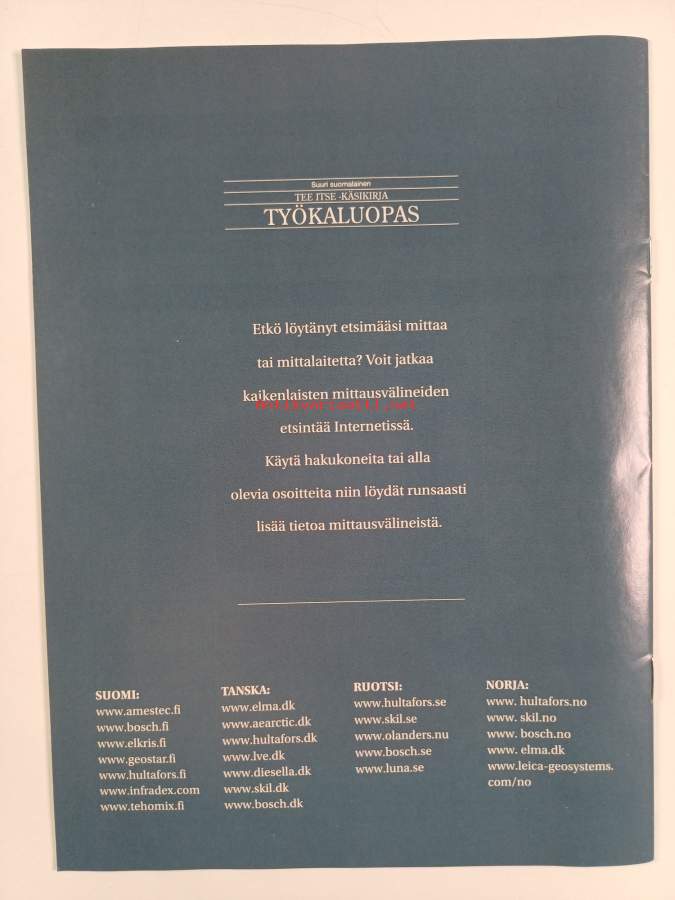 Suuri suomalainen
TEE ITSE -KÄSIKIRJA
TYÖKALUOPAS
Etkö löytänyt etsimääsi mittaa
tai mittalaitetta? Voit jatkaa
kaikenlaisten mittausvälineiden
etsintää Internetissä.
Käytä hakukoneita tai alla
olevia osoitteita niin löydät runsaasti
lisää tietoa mittausvälineistä.
SUOMI:
www.amestec.fi
www.bosch.fi
www.elkris.fi
www.geostar.fi
www.hultafors.fi
www.infradex.com
www.tehomix.fi
TANSKA:
www.elma.dk
www.aearctic.dk
www.hultafors.dk
www.lve.dk
www.diesella.dk
www.skil.dk
www.bosch.dk
RUOTSI:
www.hultafors.se
www.skil.se
www.olanders.nu
www.bosch.se
www.luna.se
NORJA:
www. hultafors.no
www. skil.no
www. bosch.no
www. elma.dk
www.leica-geosystems.
com/no